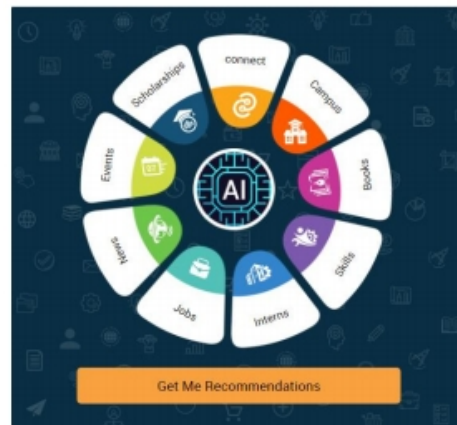 connect
Campus
Books
Skills
Interns
Jobs
News
Events
Scholarships
AI
Get Me Recommendations